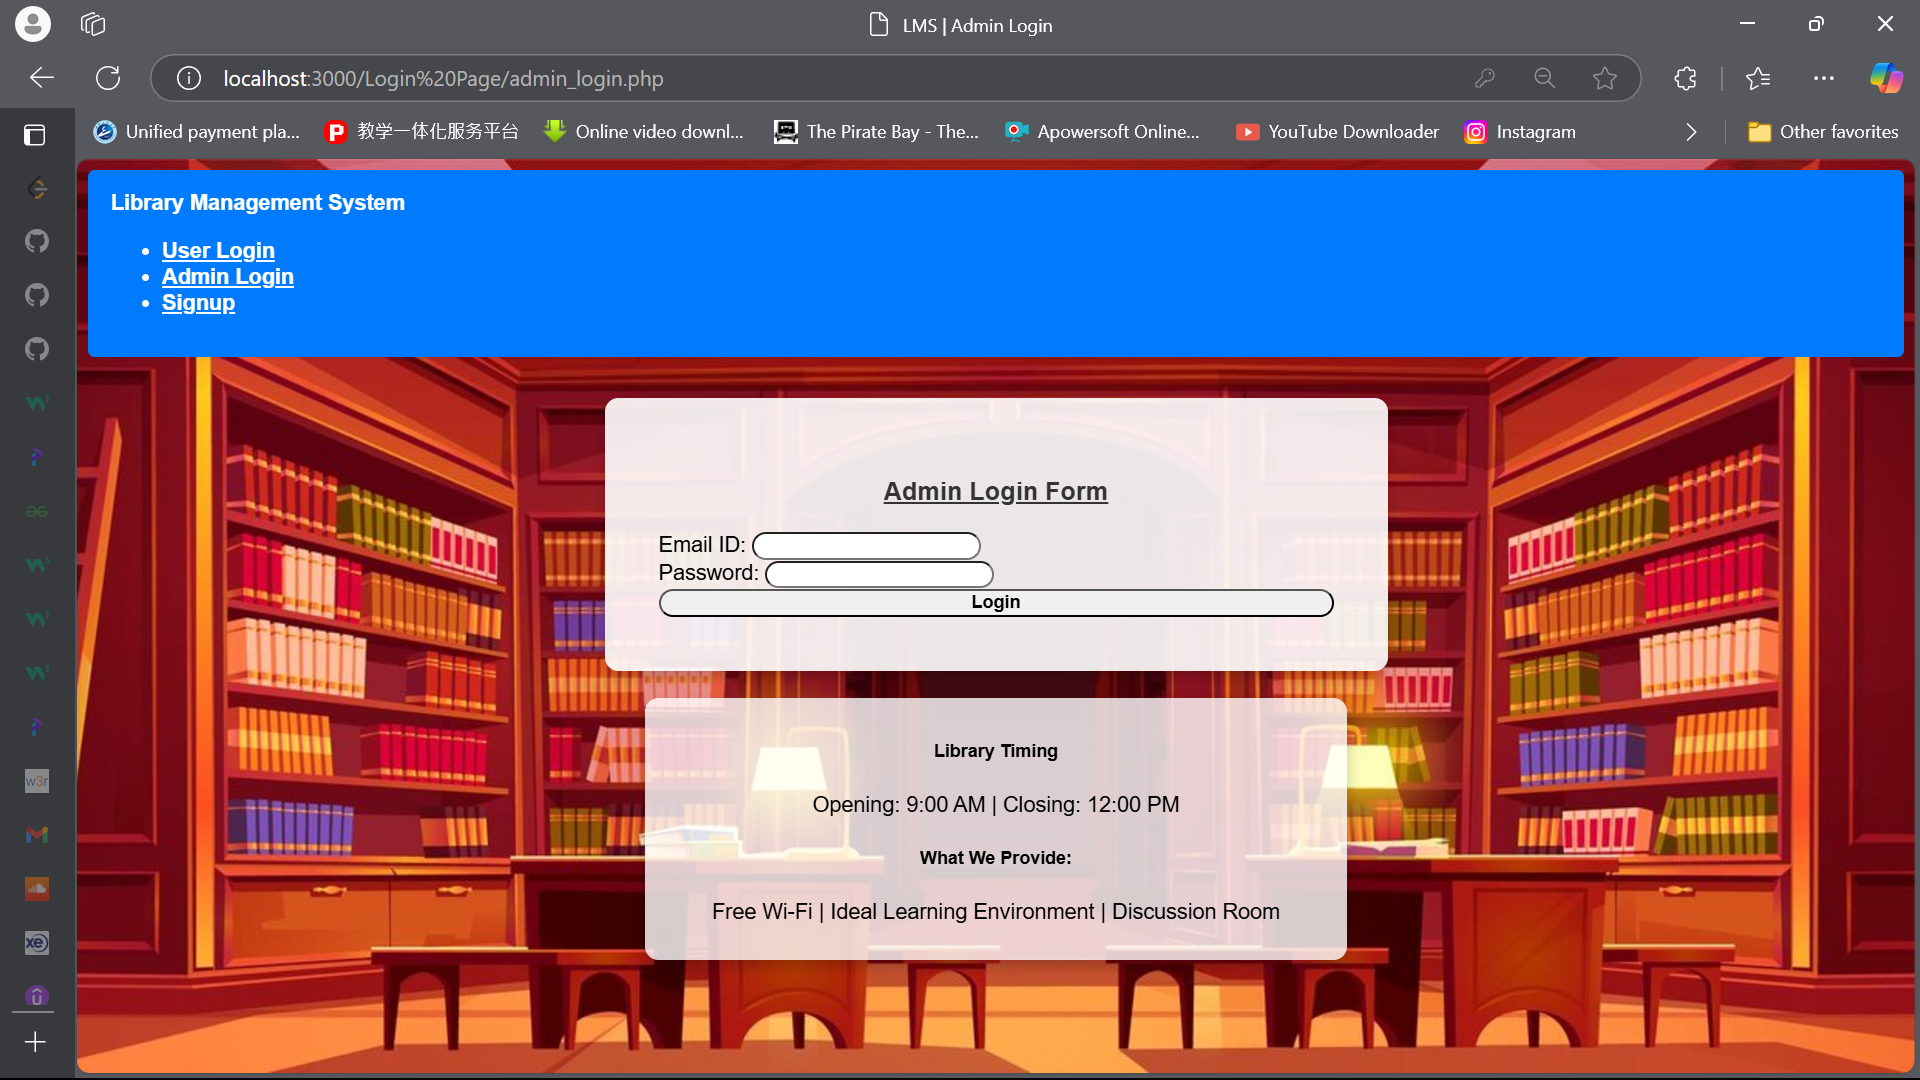 LMS | Admin Login
localhost:3000/Login%20Page/admin_login.php
Unified payment pla... 教学一体化服务平台 Online video downl... The Pirate Bay - The... Apowersoft Online... YouTube Downloader Instagram Other favorites
Library Management System
• User Login
• Admin Login
• Signup
Admin Login Form
Email ID:
Password:
Login
Library Timing
Opening: 9:00 AM | Closing: 12:00 PM
What We Provide:
Free Wi-Fi | Ideal Learning Environment | Discussion Room
w3r
xe